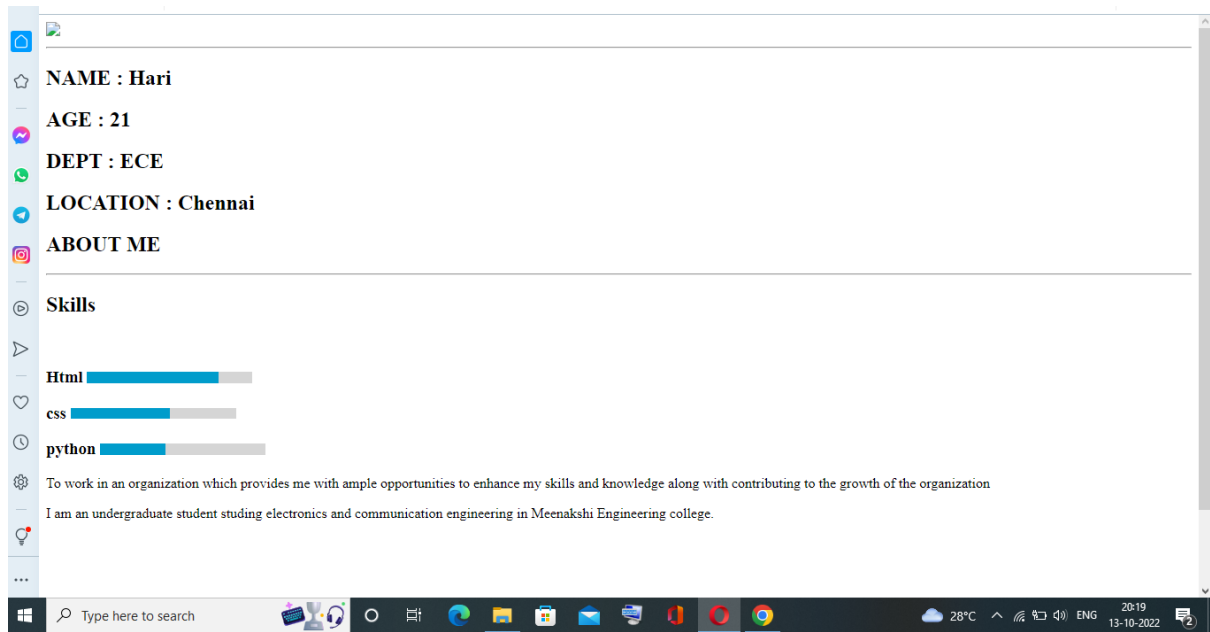 NAME : Hari
AGE : 21
DEPT : ECE
LOCATION : Chennai
ABOUT ME
Skills
Html
css
python
To work in an organization which provides me with ample opportunities to enhance my skills and knowledge along with contributing to the growth of the organization
I am an undergraduate student studing electronics and communication engineering in Meenakshi Engineering college.
Type here to search
28°C ENG 20:19
13-10-2022
2